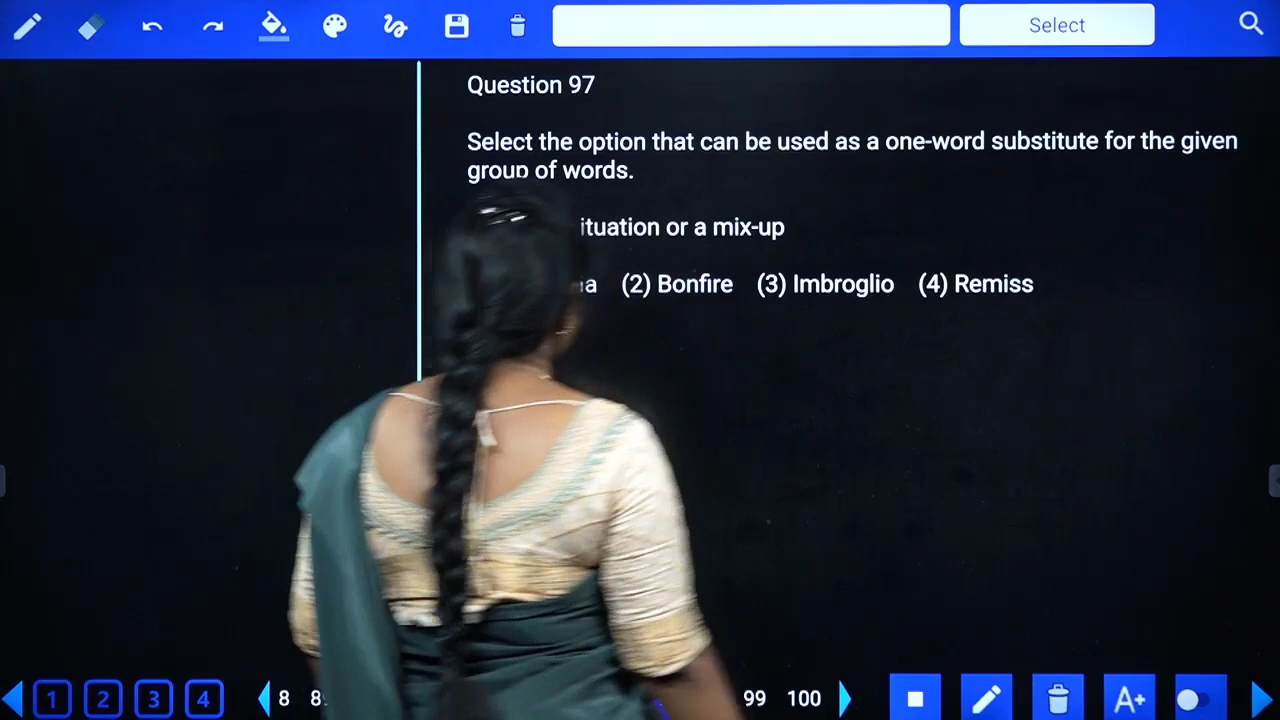 Select
Question 97
Select the option that can be used as a one-word substitute for the given
group of words.
or a mix-up
(2) Bonfire (3) Imbroglio (4) Remiss
1 2 3 4 8 99 100 A+